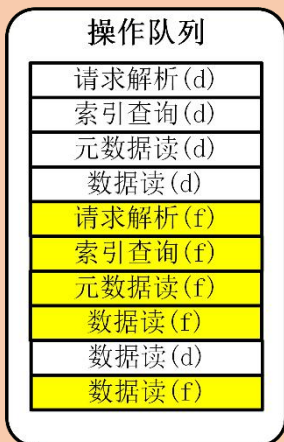 操作队列
请求解析(d)
索引查询(d)
元数据读(d)
数据读(d)
请求解析(f)
索引查询(f)
元数据读(f)
数据读(f)
数据读(d)
数据读(f)